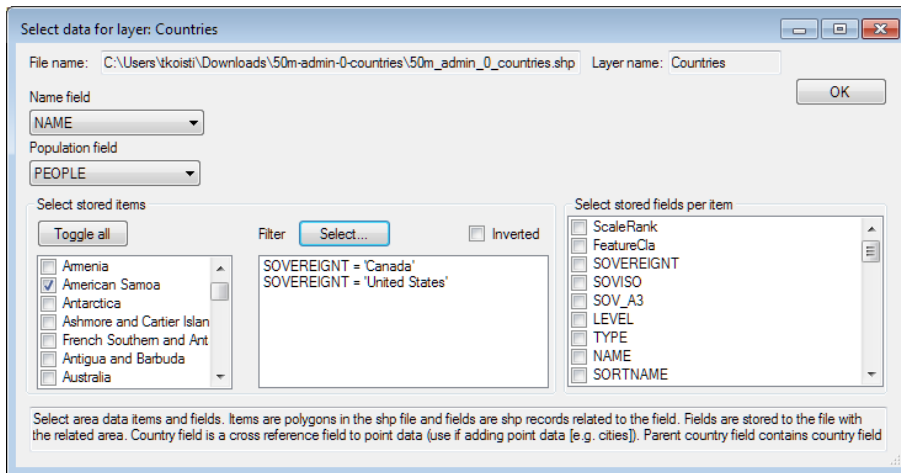 Select data for layer: Countries
File name: C:\Users\tkoisti\Downloads\50m-admin-0-countries\50m_admin_0_countries.shp Layer name: Countries
OK
Name field
NAME
Population field
PEOPLE
Select stored items
Toggle all
Filter Select... Inverted
Armenia
American Samoa
Antarctica
Ashmore and Cartier Islan
French Southern and Ant
Antigua and Barbuda
Australia
SOVEREIGNT = 'Canada'
SOVEREIGNT = 'United States'
Select stored fields per item
ScaleRank
FeatureCla
SOVEREIGNT
SOVISO
SOV_A3
LEVEL
TYPE
NAME
SORTNAME
Select area data items and fields. Items are polygons in the shp file and fields are shp records related to the field. Fields are stored to the file with
the related area. Country field is a cross reference field to point data (use if adding point data [e.g. cities]). Parent country field contains country field